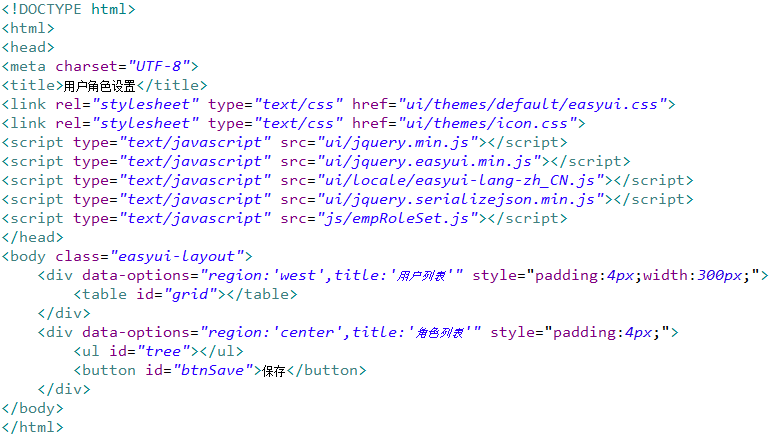 <!DOCTYPE html>
<html>
<head>
<meta charset="UTF-8">
<title>用户角色设置</title>
<link rel="stylesheet" type="text/css" href="ui/themes/default/easyui.css">
<link rel="stylesheet" type="text/css" href="ui/themes/icon.css">
<script type="text/javascript" src="ui/jquery.min.js"></script>
<script type="text/javascript" src="ui/jquery.easyui.min.js"></script>
<script type="text/javascript" src="ui/locale/easyui-lang-zh_CN.js"></script>
<script type="text/javascript" src="ui/jquery.serializejson.min.js"></script>
<script type="text/javascript" src="js/empRoleSet.js"></script>
</head>
<body class="easyui-layout">
    <div data-options="region:'west',title:'用户列表'" style="padding:4px;width:300px;">
        <table id="grid"></table>
    </div>
    <div data-options="region:'center',title:'角色列表'" style="padding:4px;">
        <ul id="tree"></ul>
        <button id="btnSave">保存</button>
    </div>
</body>
</html>